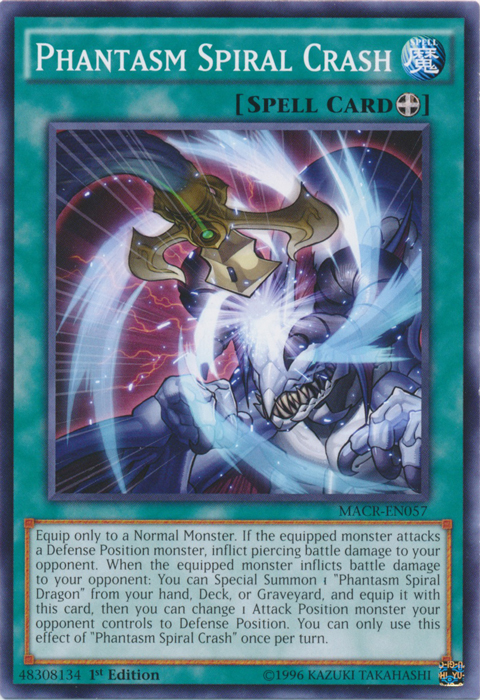 PHANTASM SPIRAL CRASH
SPELL
魔
[SPELL CARD]
MACR-EN057
Equip only to a Normal Monster. If the equipped monster attacks
a Defense Position monster, inflict piercing battle damage to your
opponent. When the equipped monster inflicts battle damage
to your opponent: You can Special Summon 1 "Phantasm Spiral
Dragon" from your hand, Deck, or Graveyard, and equip it with
this card, then you can change 1 Attack Position monster your
opponent controls to Defense Position. You can only use this
effect of "Phantasm Spiral Crash" once per turn.
48308134 1st Edition ©1996 KAZUKI TAKAHASHI